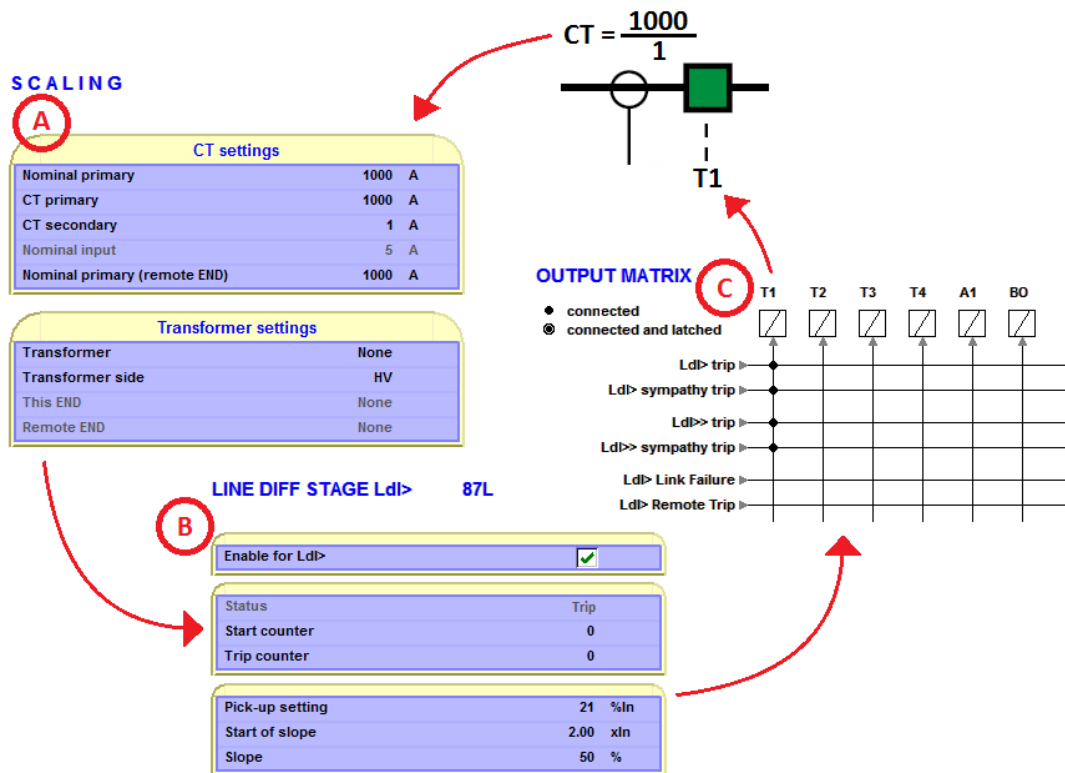 CT = 1000
1
SCALING
A
CT settings
Nominal primary 1000 A
CT primary 1000 A
CT secondary 1 A
Nominal input 5 A
Nominal primary (remote END) 1000 A
T1
Transformer settings
Transformer None
Transformer side HV
This END None
Remote END None
OUTPUT MATRIX
C
connected
connected and latched
T1 T2 T3 T4 A1 BO
LdI> trip
LdI> sympathy trip
LdI>> trip
LdI>> sympathy trip
LdI> Link Failure
LdI> Remote Trip
LINE DIFF STAGE LdI> 87L
B
Enable for LdI>
Status Trip
Start counter 0
Trip counter 0
Pick-up setting 21 %In
Start of slope 2.00 xIn
Slope 50 %